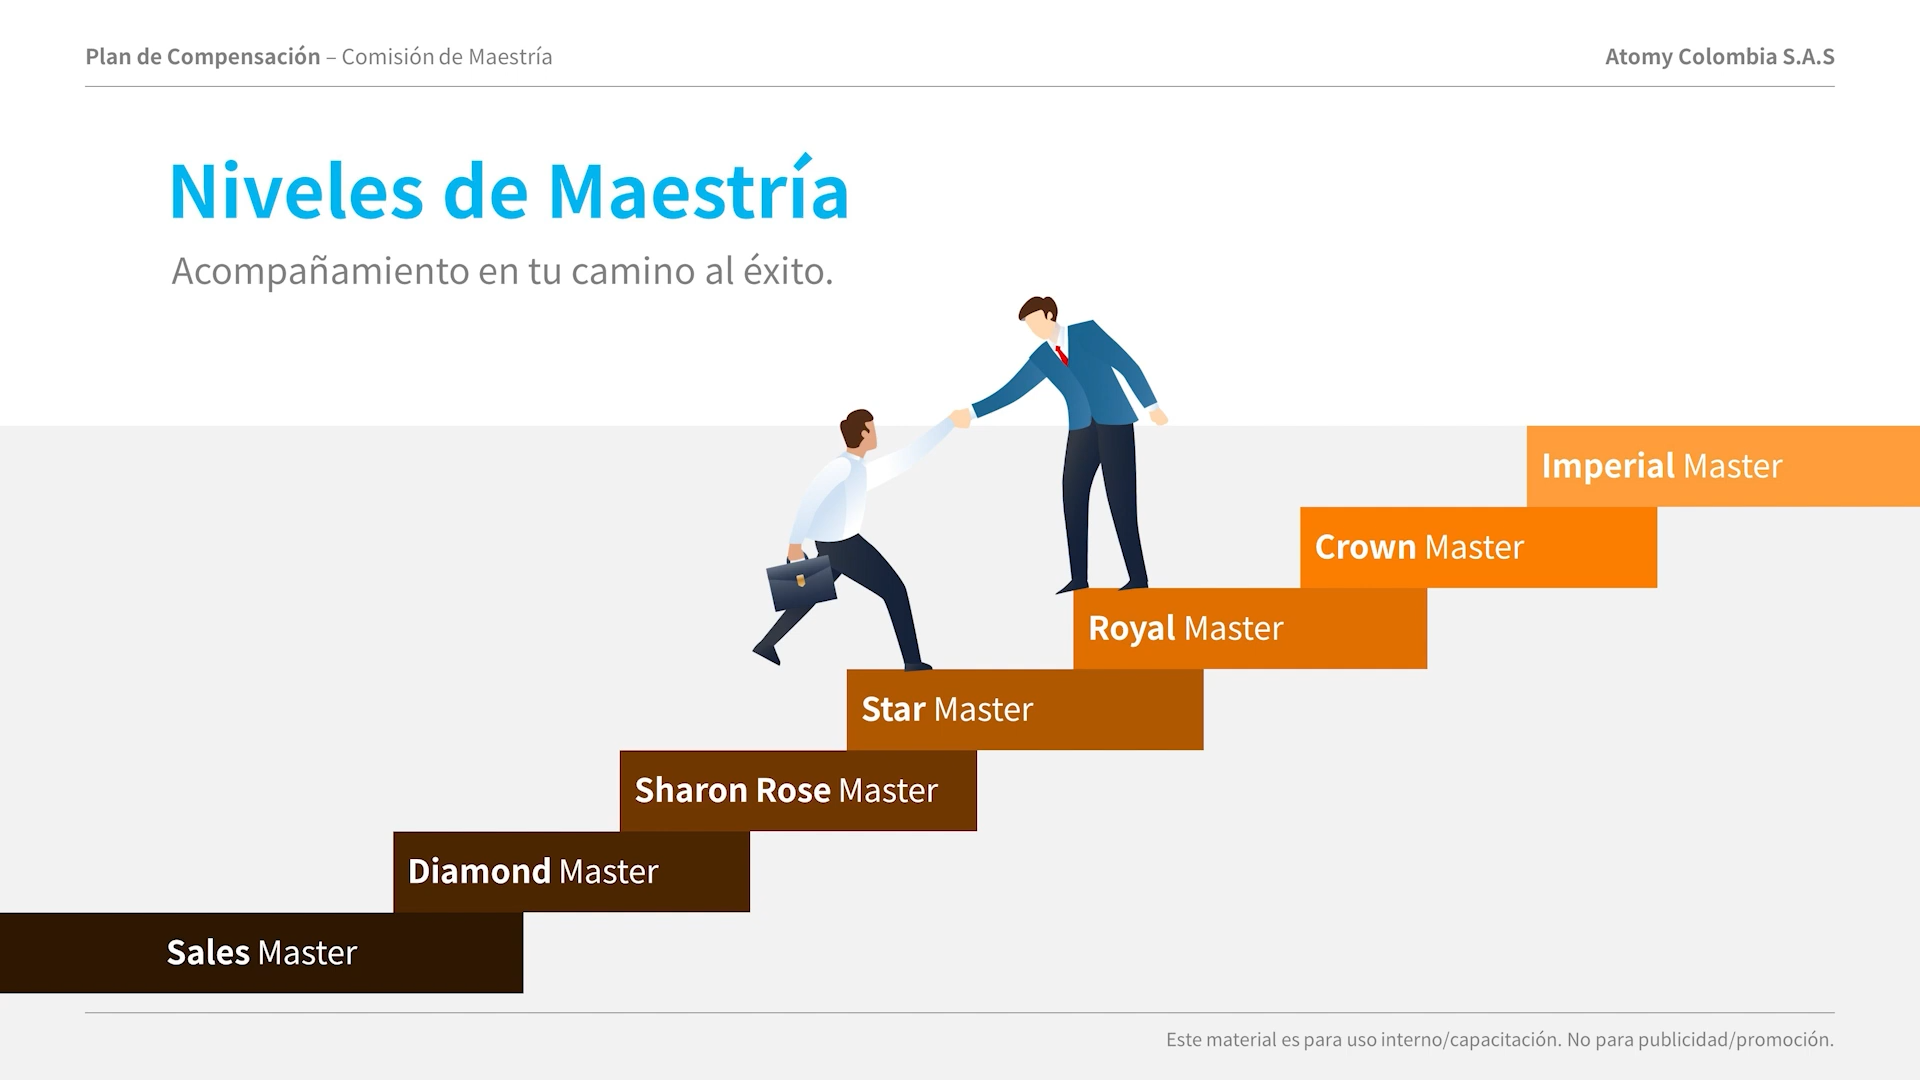 Plan de Compensación – Comisión de Maestría
Atomy Colombia S.A.S
Niveles de Maestría
Acompañamiento en tu camino al éxito.
Imperial Master
Crown Master
Royal Master
Star Master
Sharon Rose Master
Diamond Master
Sales Master
Este material es para uso interno/capacitación. No para publicidad/promoción.